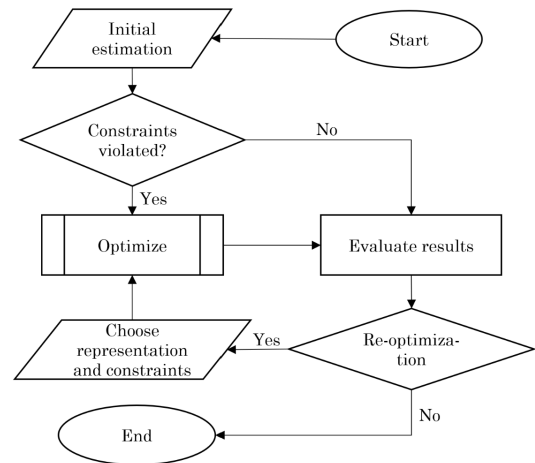 Initial
estimation
Start
Constraints
violated?
No
Yes
Optimize
Evaluate results
Choose
representation
and constraints
Yes
Re-optimiza-
tion
No
End